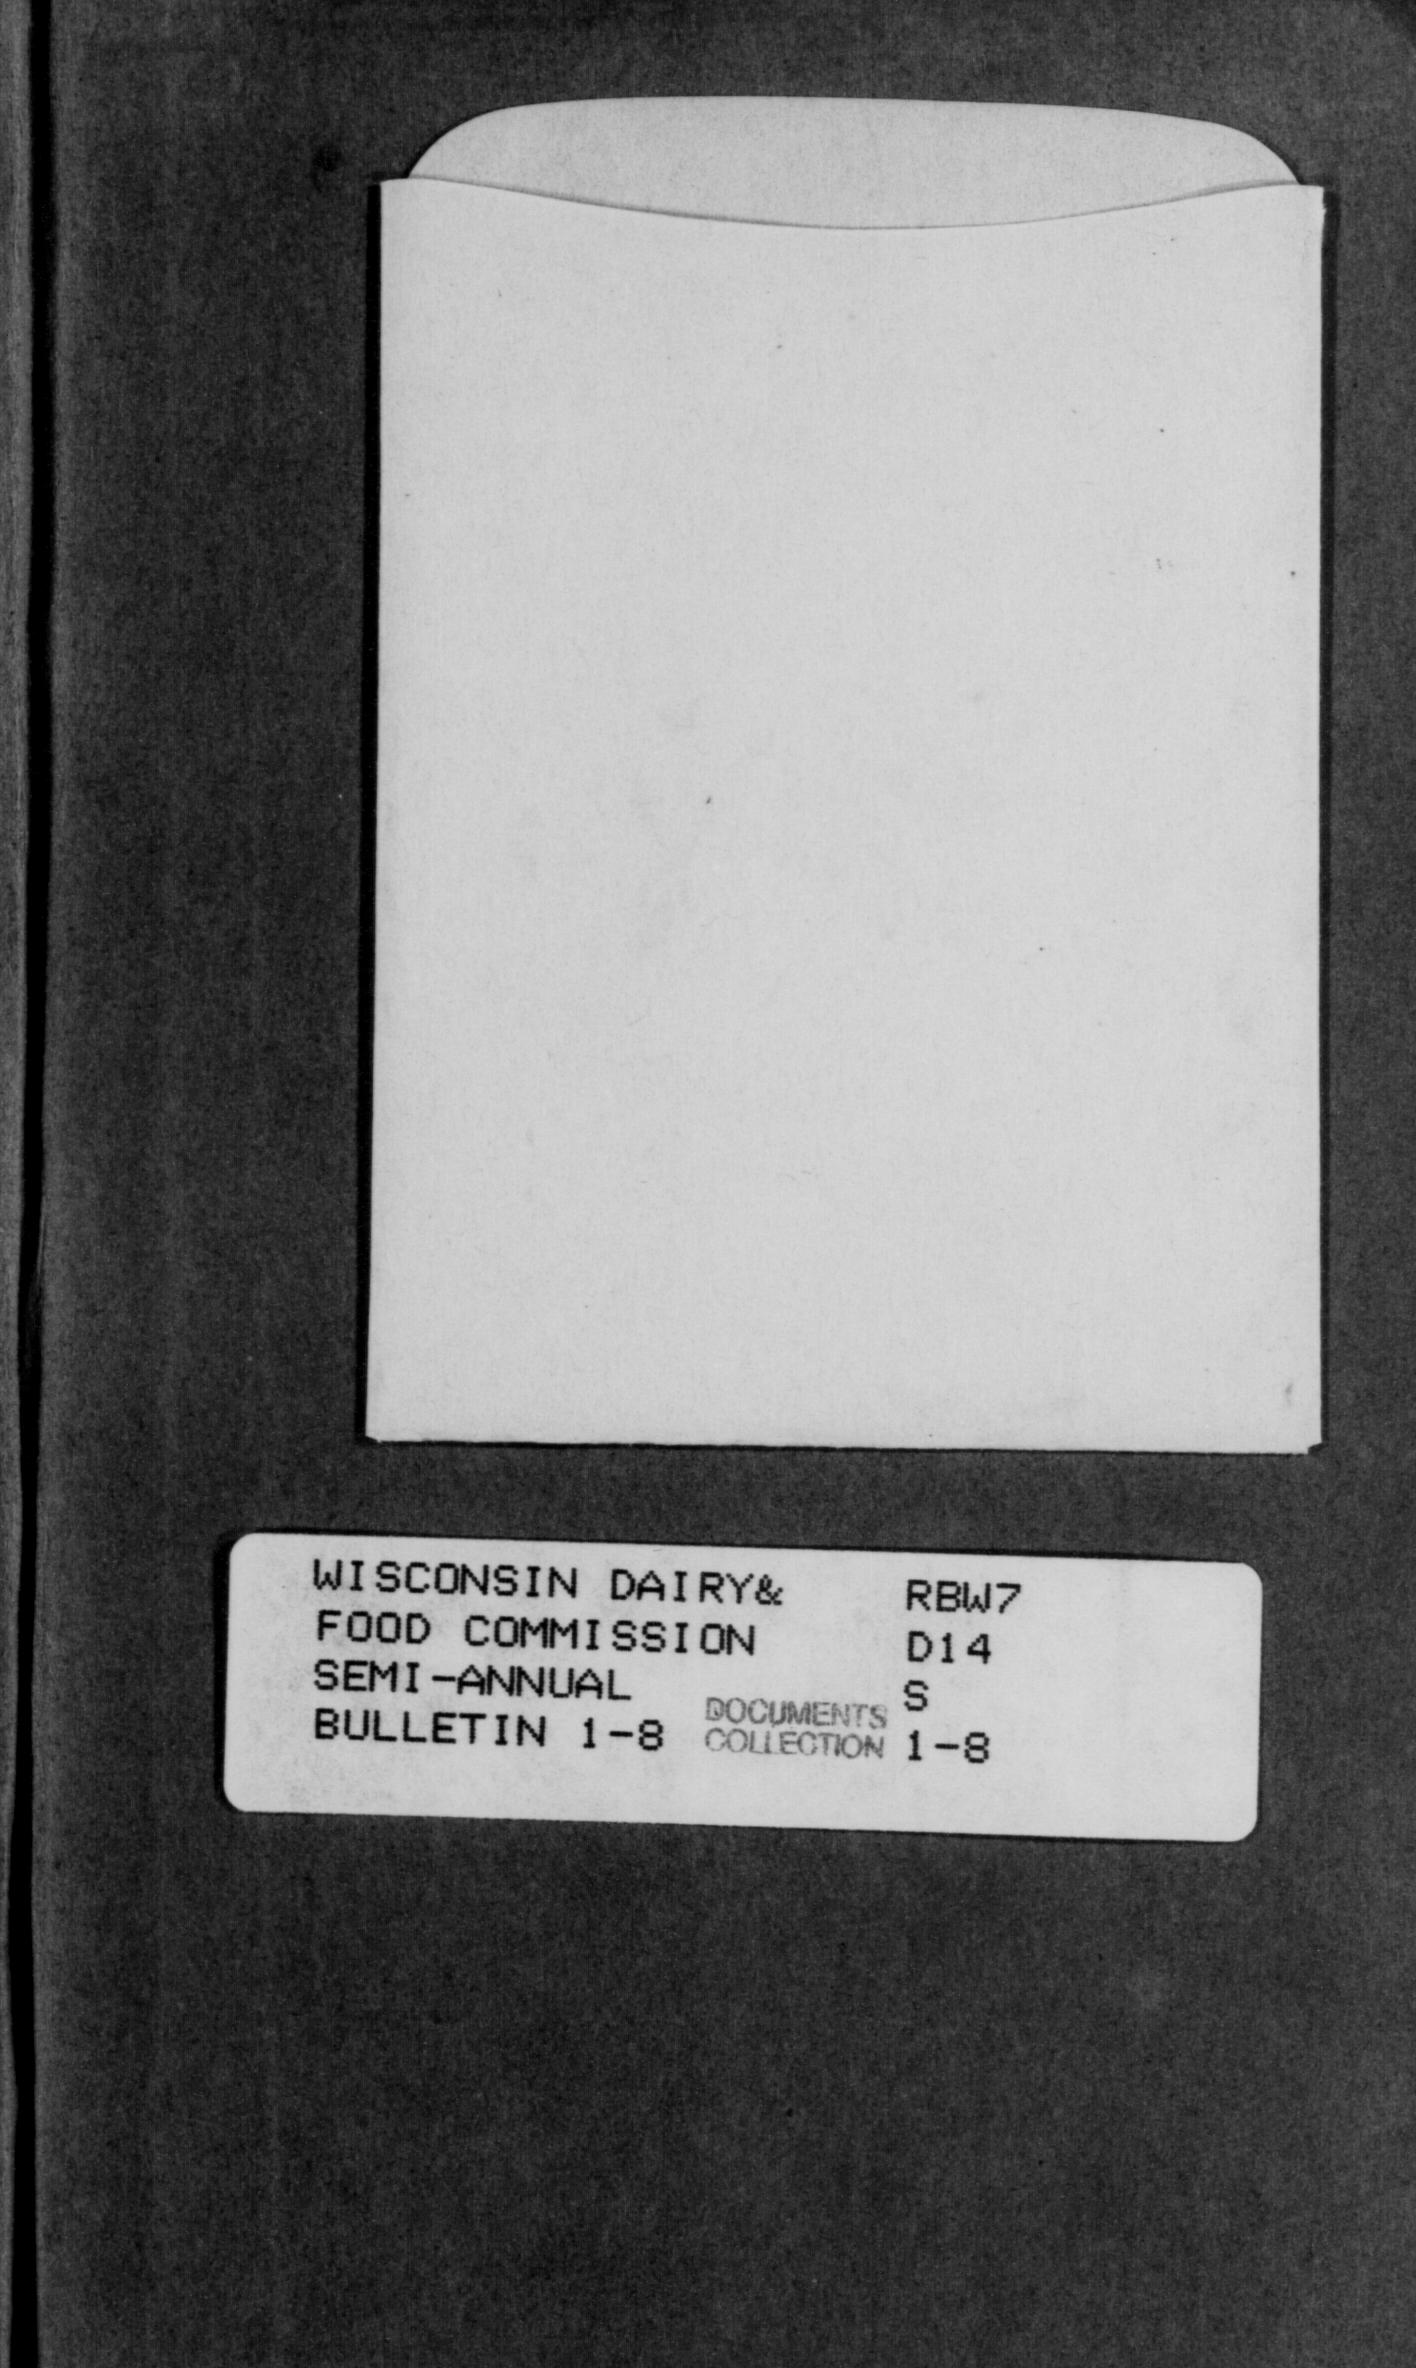 WISCONSIN DAIRY&
FOOD COMMISSION
SEMI-ANNUAL
BULLETIN 1-8
DOCUMENTS
COLLECTION
RBW7
D14
S
1-8